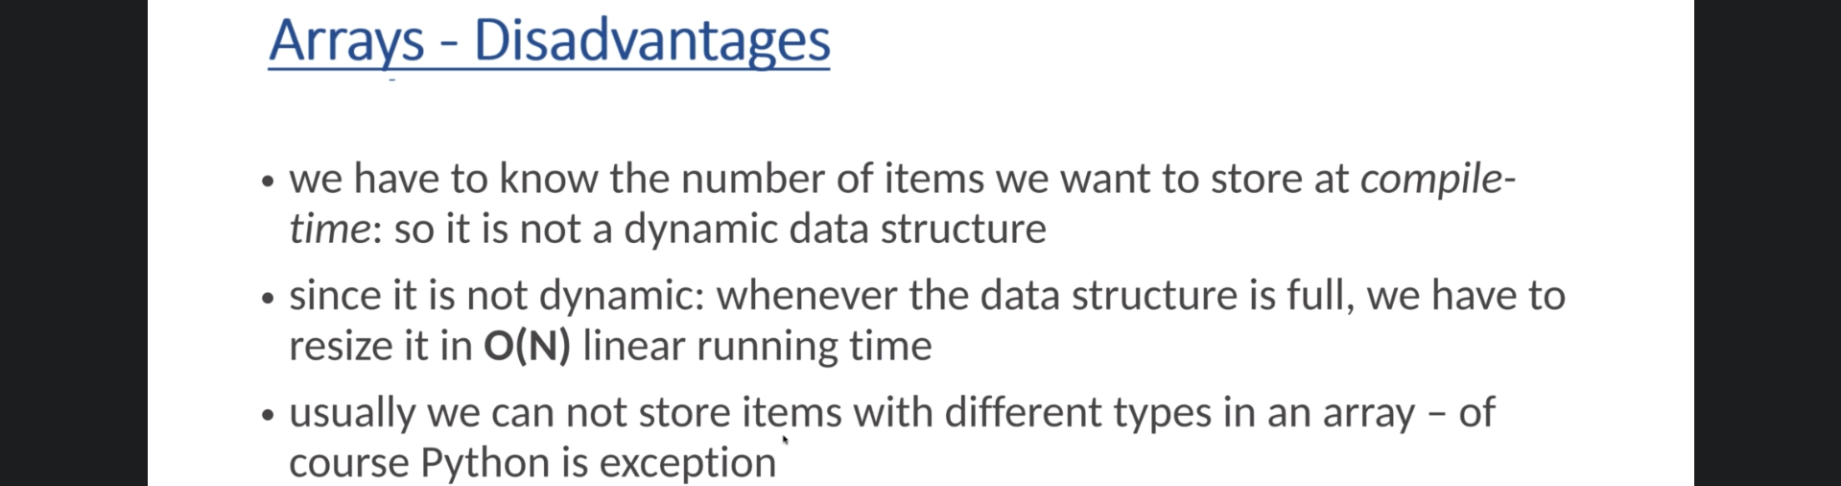 Arrays - Disadvantages
• we have to know the number of items we want to store at compile-
time: so it is not a dynamic data structure
• since it is not dynamic: whenever the data structure is full, we have to
resize it in O(N) linear running time
• usually we can not store items with different types in an array – of
course Python is exception